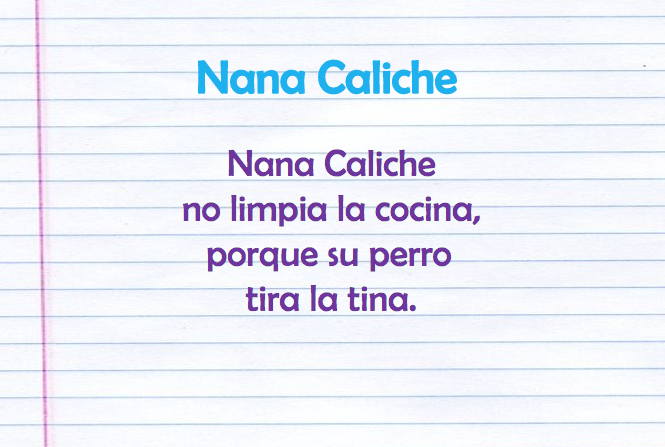 Nana Caliche
Nana Caliche
no limpia la cocina,
porque su perro
tira la tina.